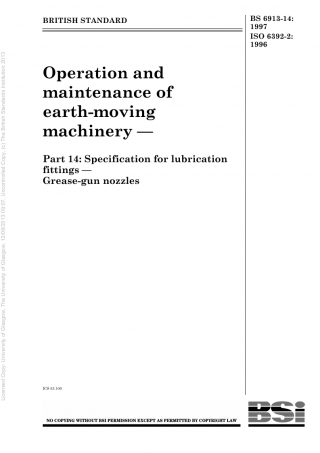 BRITISH STANDARD
BS 6913-14:
1997
ISO 6392-2:
1996
Operation and
maintenance of
earth-moving
machinery —
Part 14: Specification for lubrication
fittings —
Grease-gun nozzles
NO COPYING WITHOUT BSI PERMISSION EXCEPT AS PERMITTED BY COPYRIGHT LAW
BSi